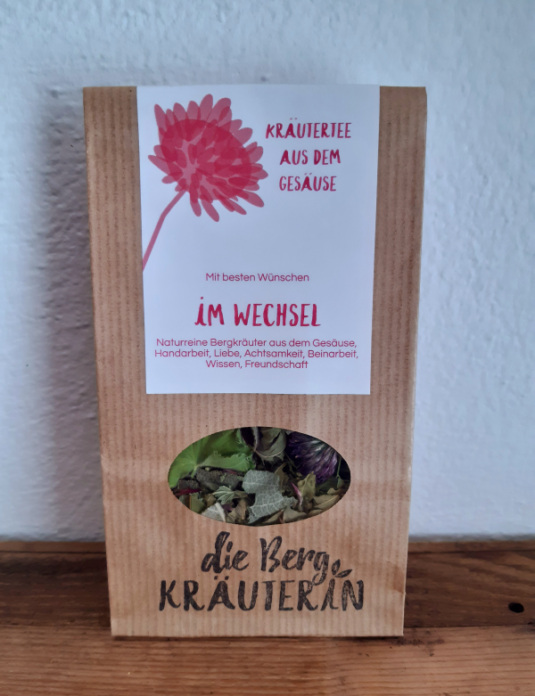 KRÄUTERTEE
AUS DEM
GESÄUSE
Mit besten Wünschen
iM WECHSEL
Naturreine Bergkräuter aus dem Gesäuse,
Handarbeit, Liebe, Achtsamkeit, Beinarbeit,
Wissen, Freundschaft
die Berg
KRÄUTERiN